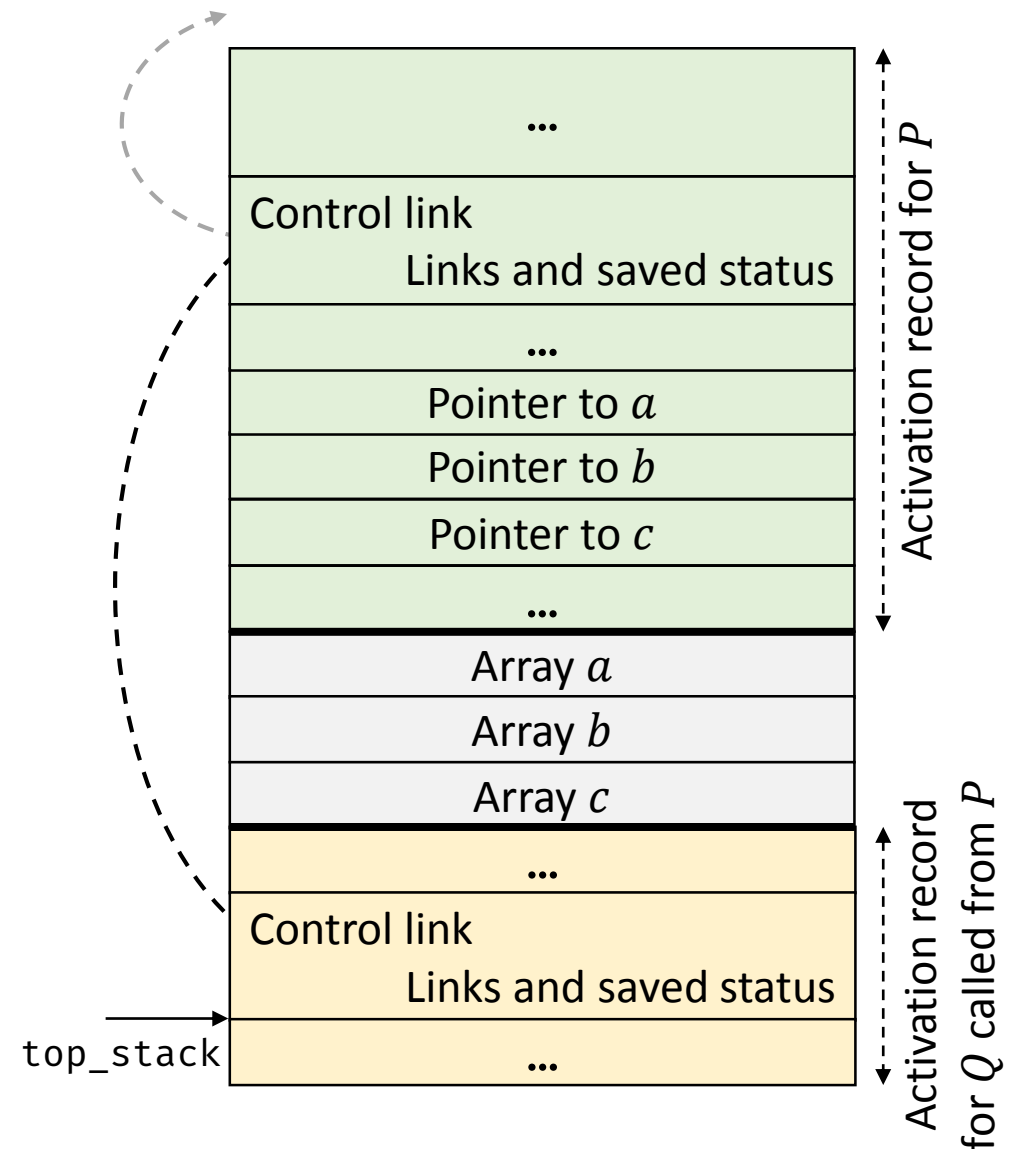 ...
Control link
Links and saved status
...
Pointer to a
Pointer to b
Pointer to c
...
Activation record for P
Array a
Array b
Array c
...
Control link
Links and saved status
top_stack
...
Activation record
for Q called from P